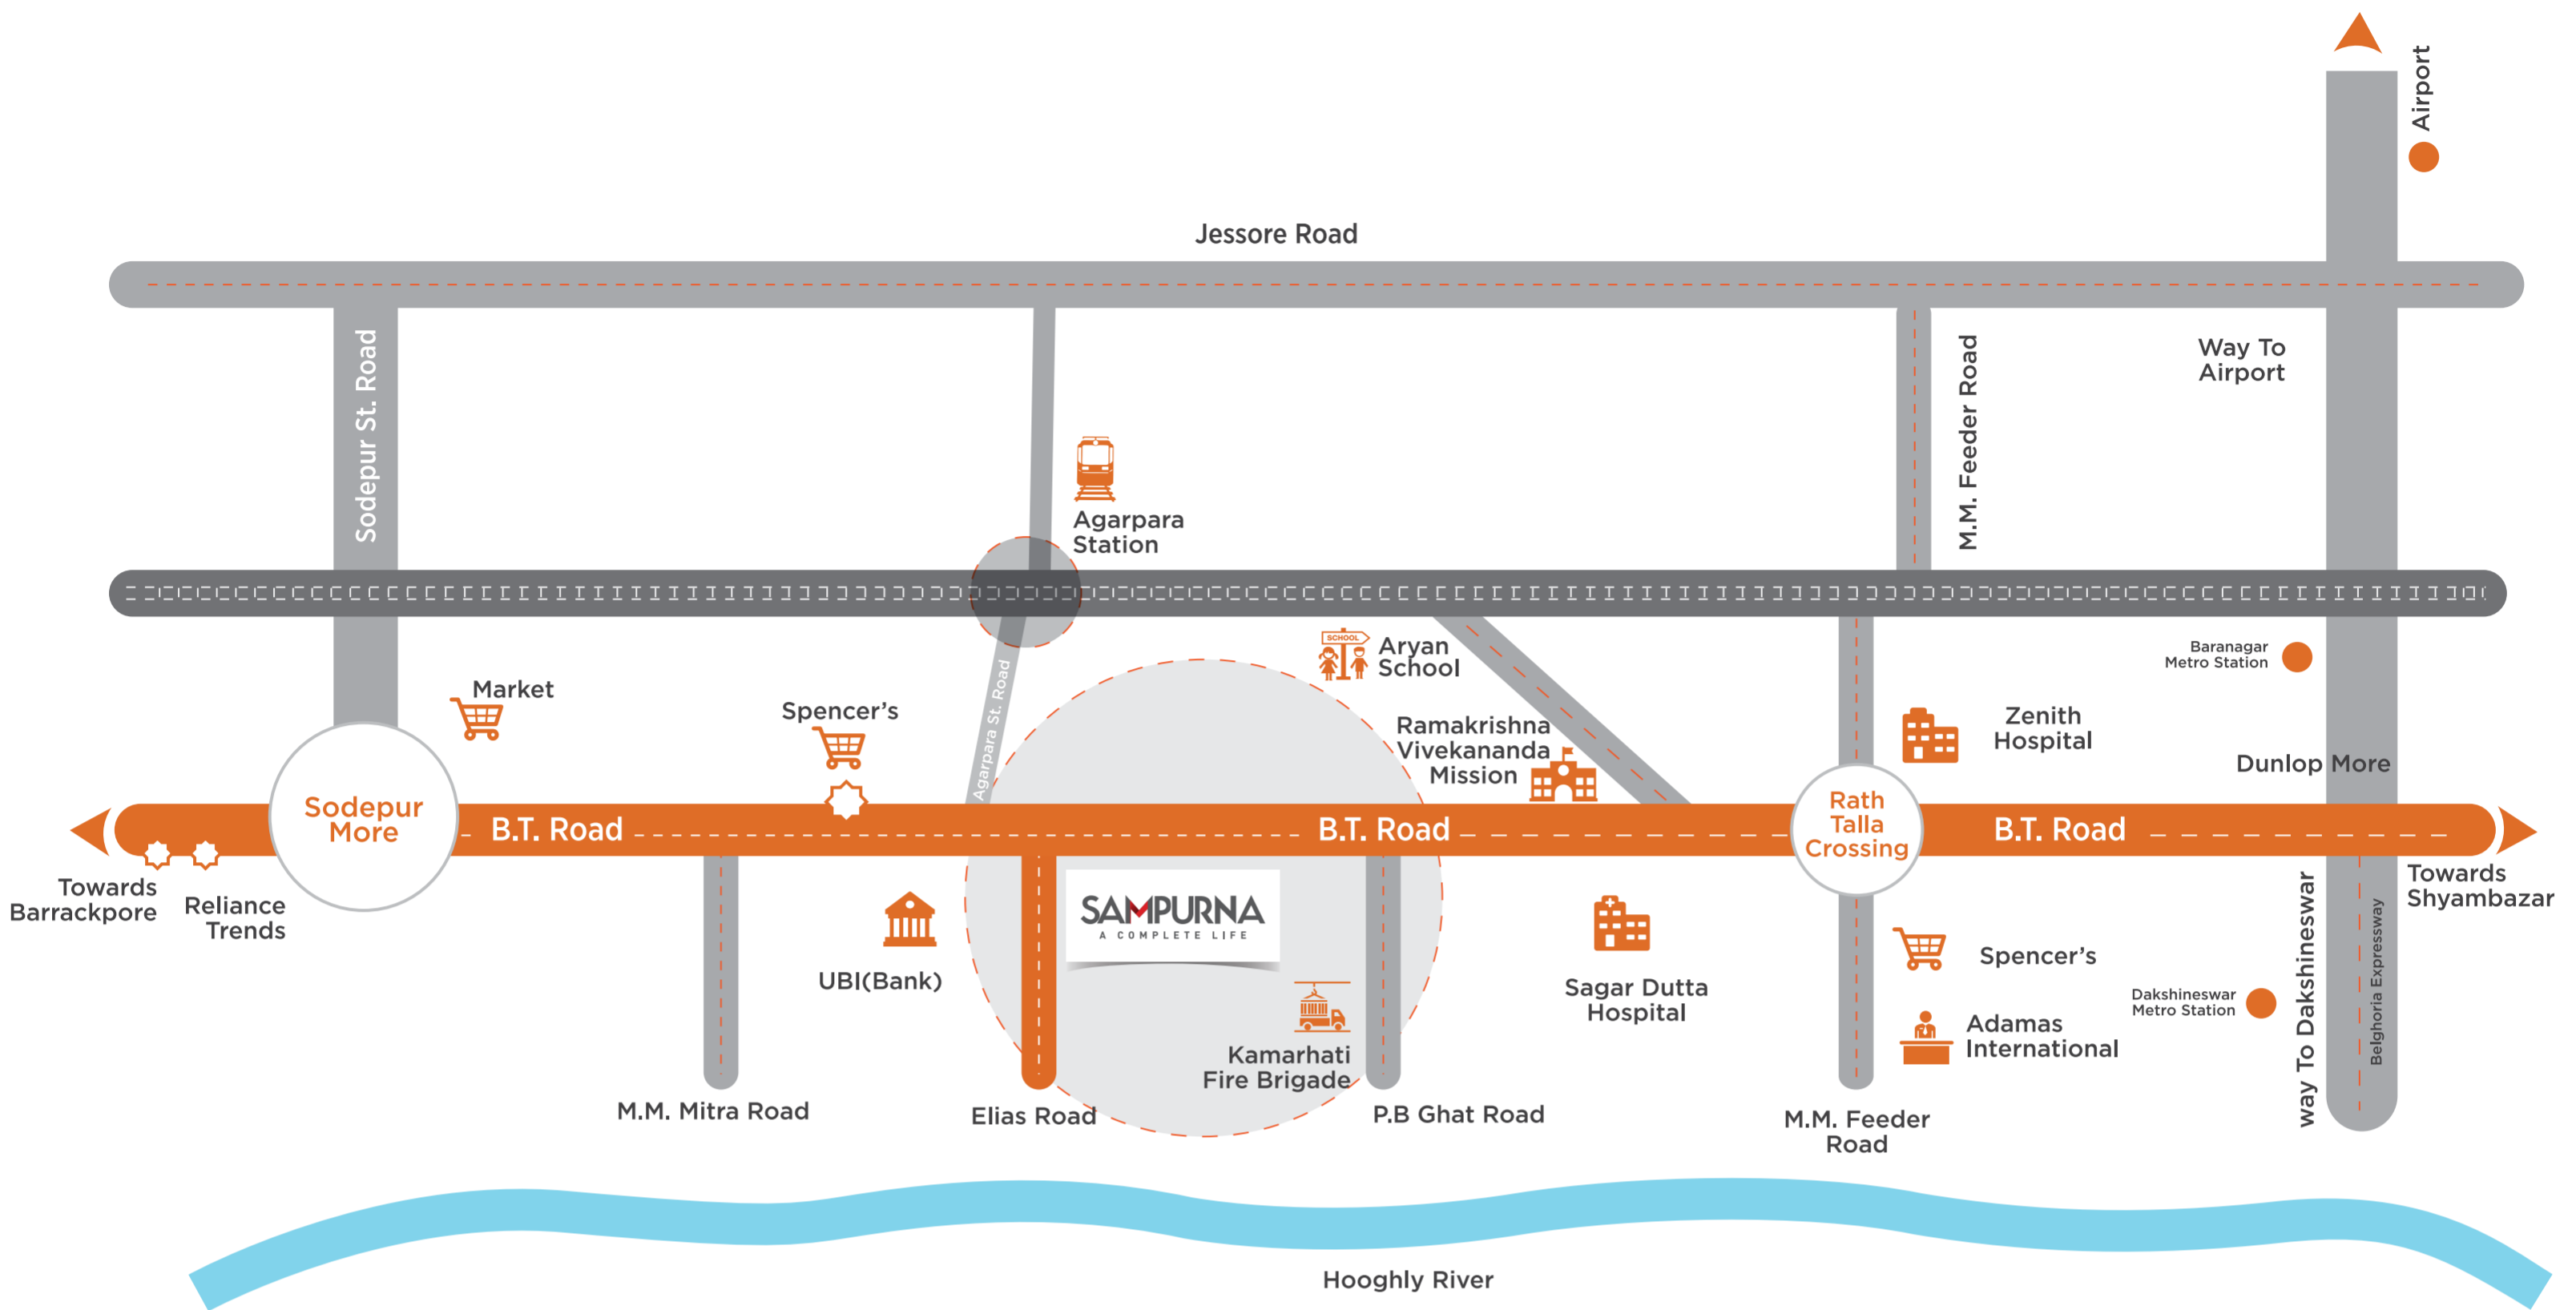 Airport
Jessore Road
Sodepur St. Road
M.M. Feeder Road
Way To
Airport
Agarpara
Station
SCHOOL
Aryan
School
Baranagar
Metro Station
Agarpara St. Road
Market
Spencer's
Ramakrishna
Vivekananda
Mission
Zenith
Hospital
Dunlop More
Sodepur
More
B.T. Road
B.T. Road
Rath
Talla
Crossing
B.T. Road
Towards
Barrackpore
Reliance
Trends
UBI(Bank)
SAMPURNA
A COMPLETE LIFE
Kamarhati
Fire Brigade
Sagar Dutta
Hospital
Spencer's
Adamas
International
Dakshineswar
Metro Station
way To Dakshineswar
Belghoria Expressway
Towards
Shyambazar
M.M. Mitra Road
Elias Road
P.B Ghat Road
M.M. Feeder
Road
Hooghly River